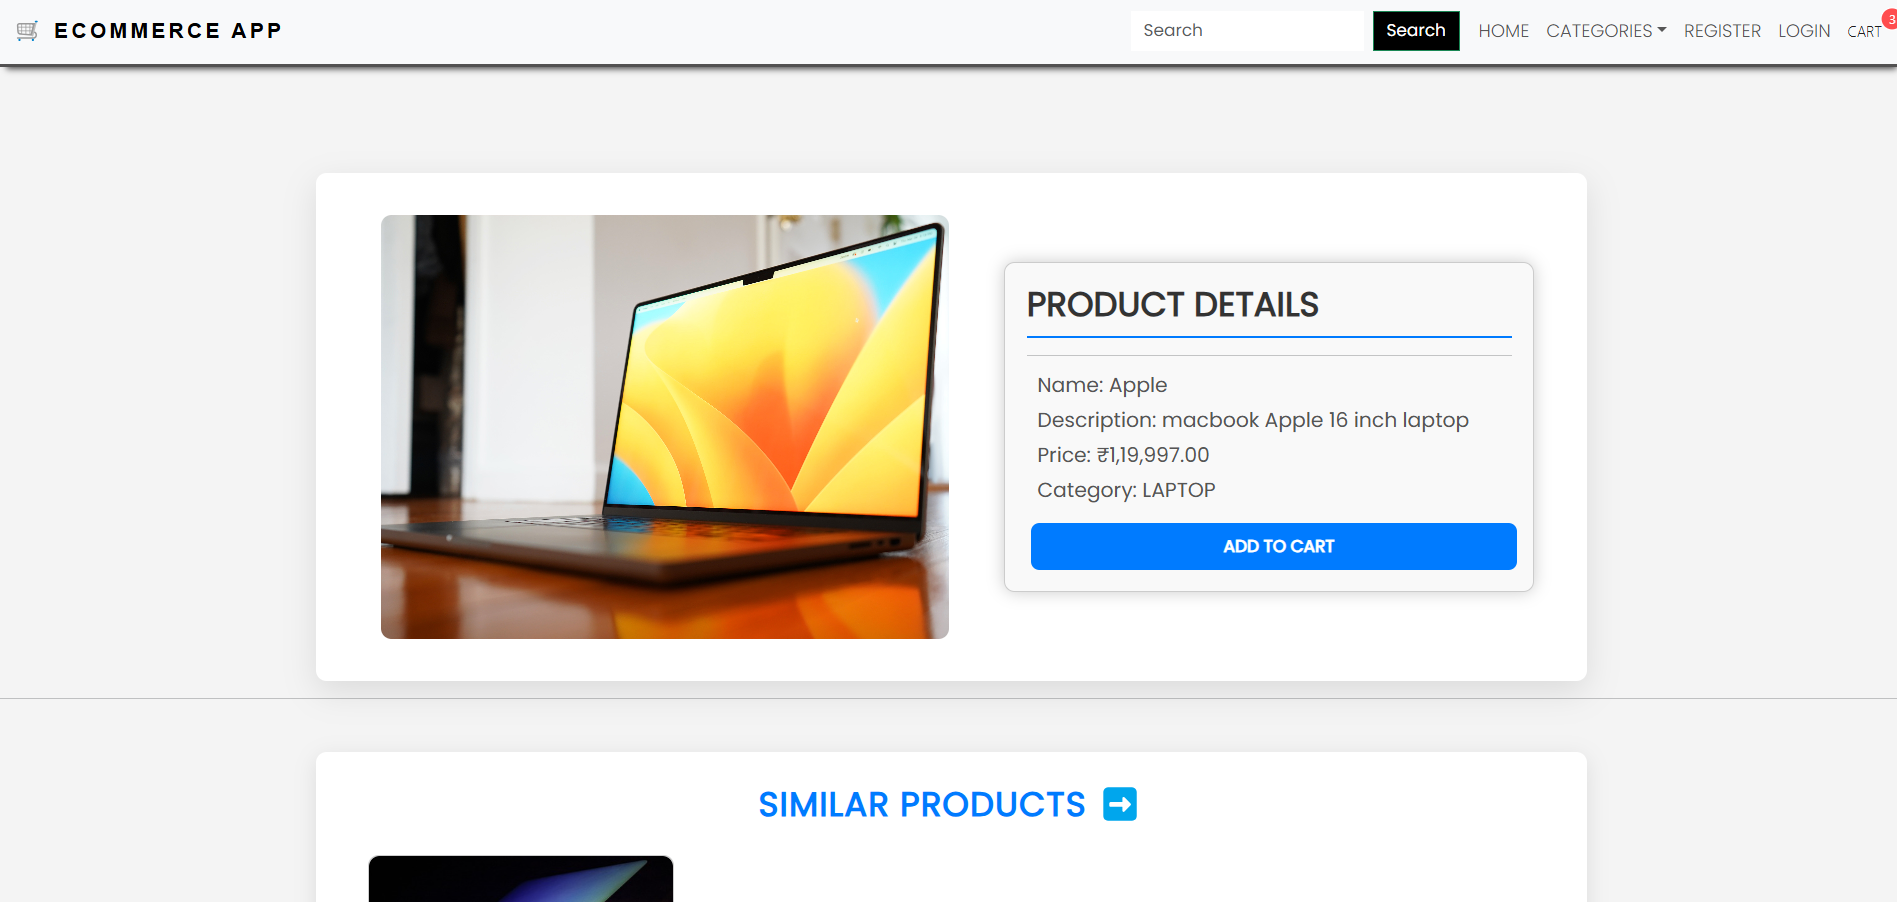 🛒 ECOMMERCE APP
Search
Search
HOME
CATEGORIES
REGISTER
LOGIN
CART
3
PRODUCT DETAILS
Name: Apple
Description: macbook Apple 16 inch laptop
Price: ₹1,19,997.00
Category: LAPTOP
ADD TO CART
SIMILAR PRODUCTS ➡️